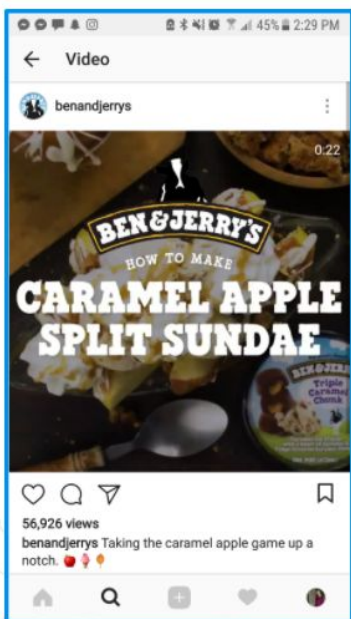 45% 2:29 PM
Video
benandjerrys
0:22
BEN & JERRY'S
HOW TO MAKE
CARAMEL APPLE
SPLIT SUNDAE
BEN & JERRY'S
Triple
Caramel
Chunk
56,926 views
benandjerrys Taking the caramel apple game up a
notch. 🍎🍦🍭